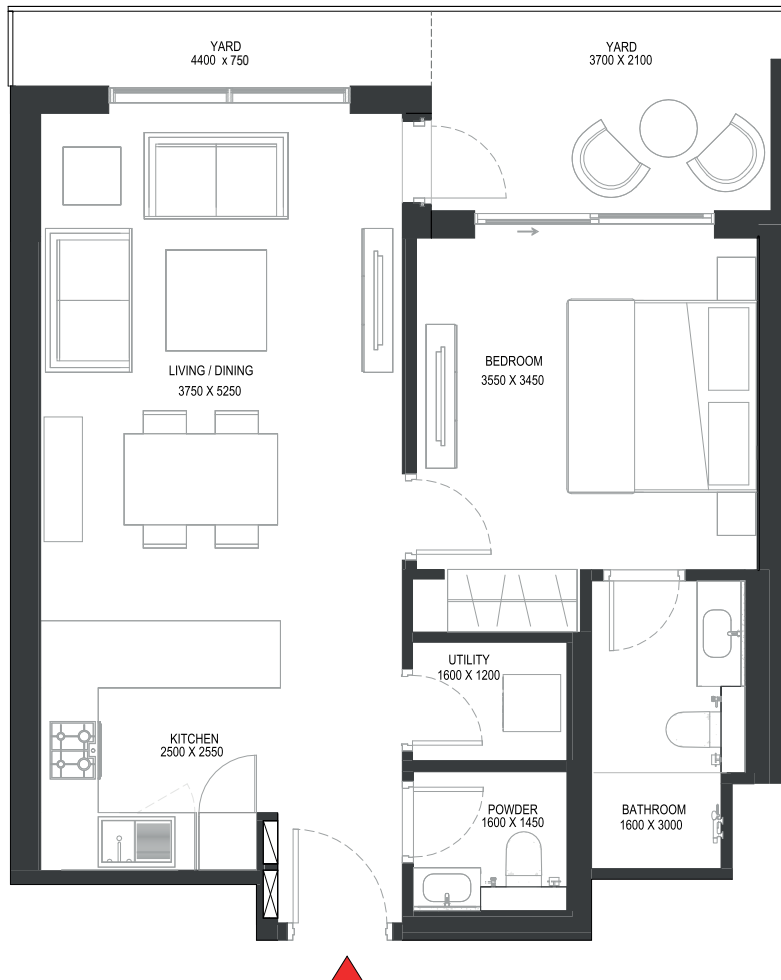 YARD
4400 x 750
YARD
3700 X 2100
LIVING / DINING
3750 X 5250
BEDROOM
3550 X 3450
UTILITY
1600 X 1200
KITCHEN
2500 X 2550
POWDER
1600 X 1450
BATHROOM
1600 X 3000